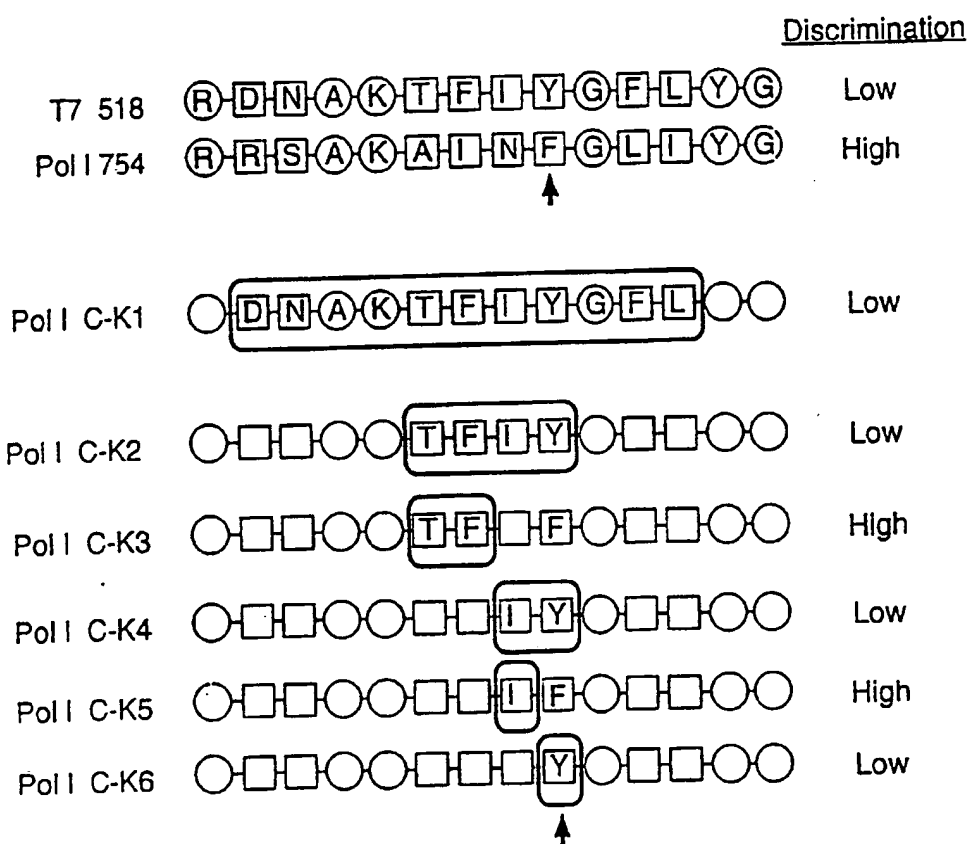 Discrimination
T7 518 R D N A K T F I Y G F L Y G Low
Pol I 754 R R S A K A I N F G L I Y G High
Pol I C-K1 D N A K T F I Y G F L Low
Pol I C-K2 T F I Y Low
Pol I C-K3 T F F High
Pol I C-K4 I Y Low
Pol I C-K5 I F High
Pol I C-K6 Y Low